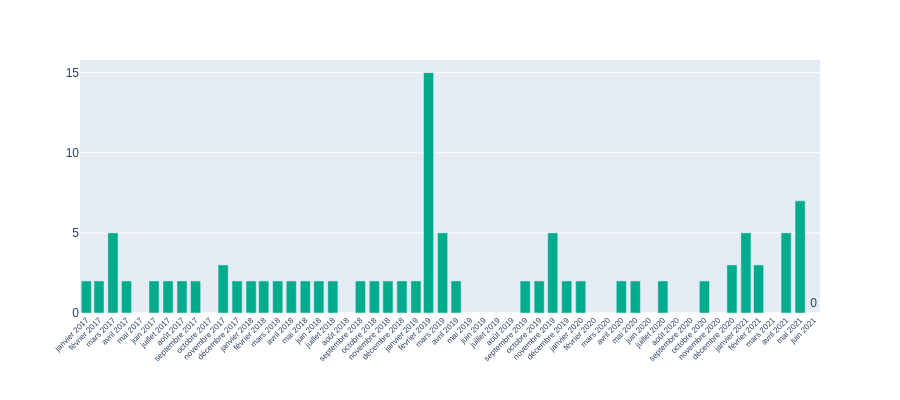 15
10
5
0
0
janvier 2017
février 2017
mars 2017
avril 2017
mai 2017
juin 2017
juillet 2017
août 2017
septembre 2017
octobre 2017
novembre 2017
décembre 2017
janvier 2018
février 2018
mars 2018
avril 2018
mai 2018
juin 2018
juillet 2018
août 2018
septembre 2018
octobre 2018
novembre 2018
décembre 2018
janvier 2019
février 2019
mars 2019
avril 2019
mai 2019
juin 2019
juillet 2019
août 2019
septembre 2019
octobre 2019
novembre 2019
décembre 2019
janvier 2020
février 2020
mars 2020
avril 2020
mai 2020
juin 2020
juillet 2020
août 2020
septembre 2020
octobre 2020
novembre 2020
décembre 2020
janvier 2021
février 2021
mars 2021
avril 2021
mai 2021
juin 2021